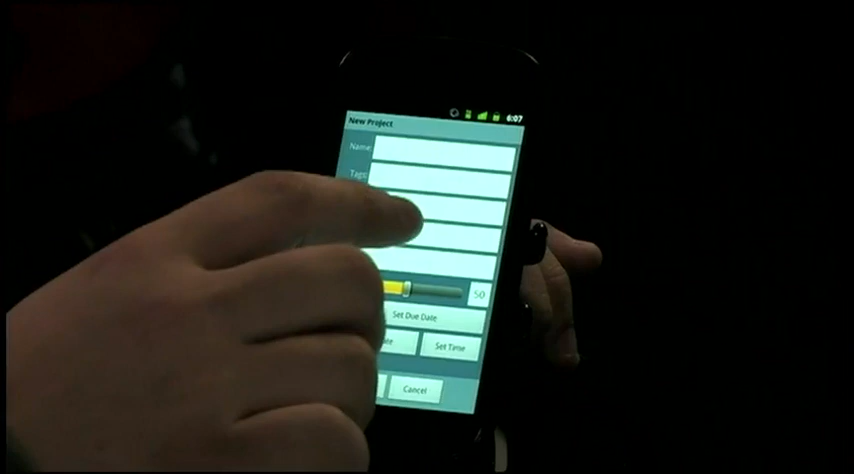 6:07
New Project
Name:
Tags:
50
Set Due Date
Set Time
Cancel